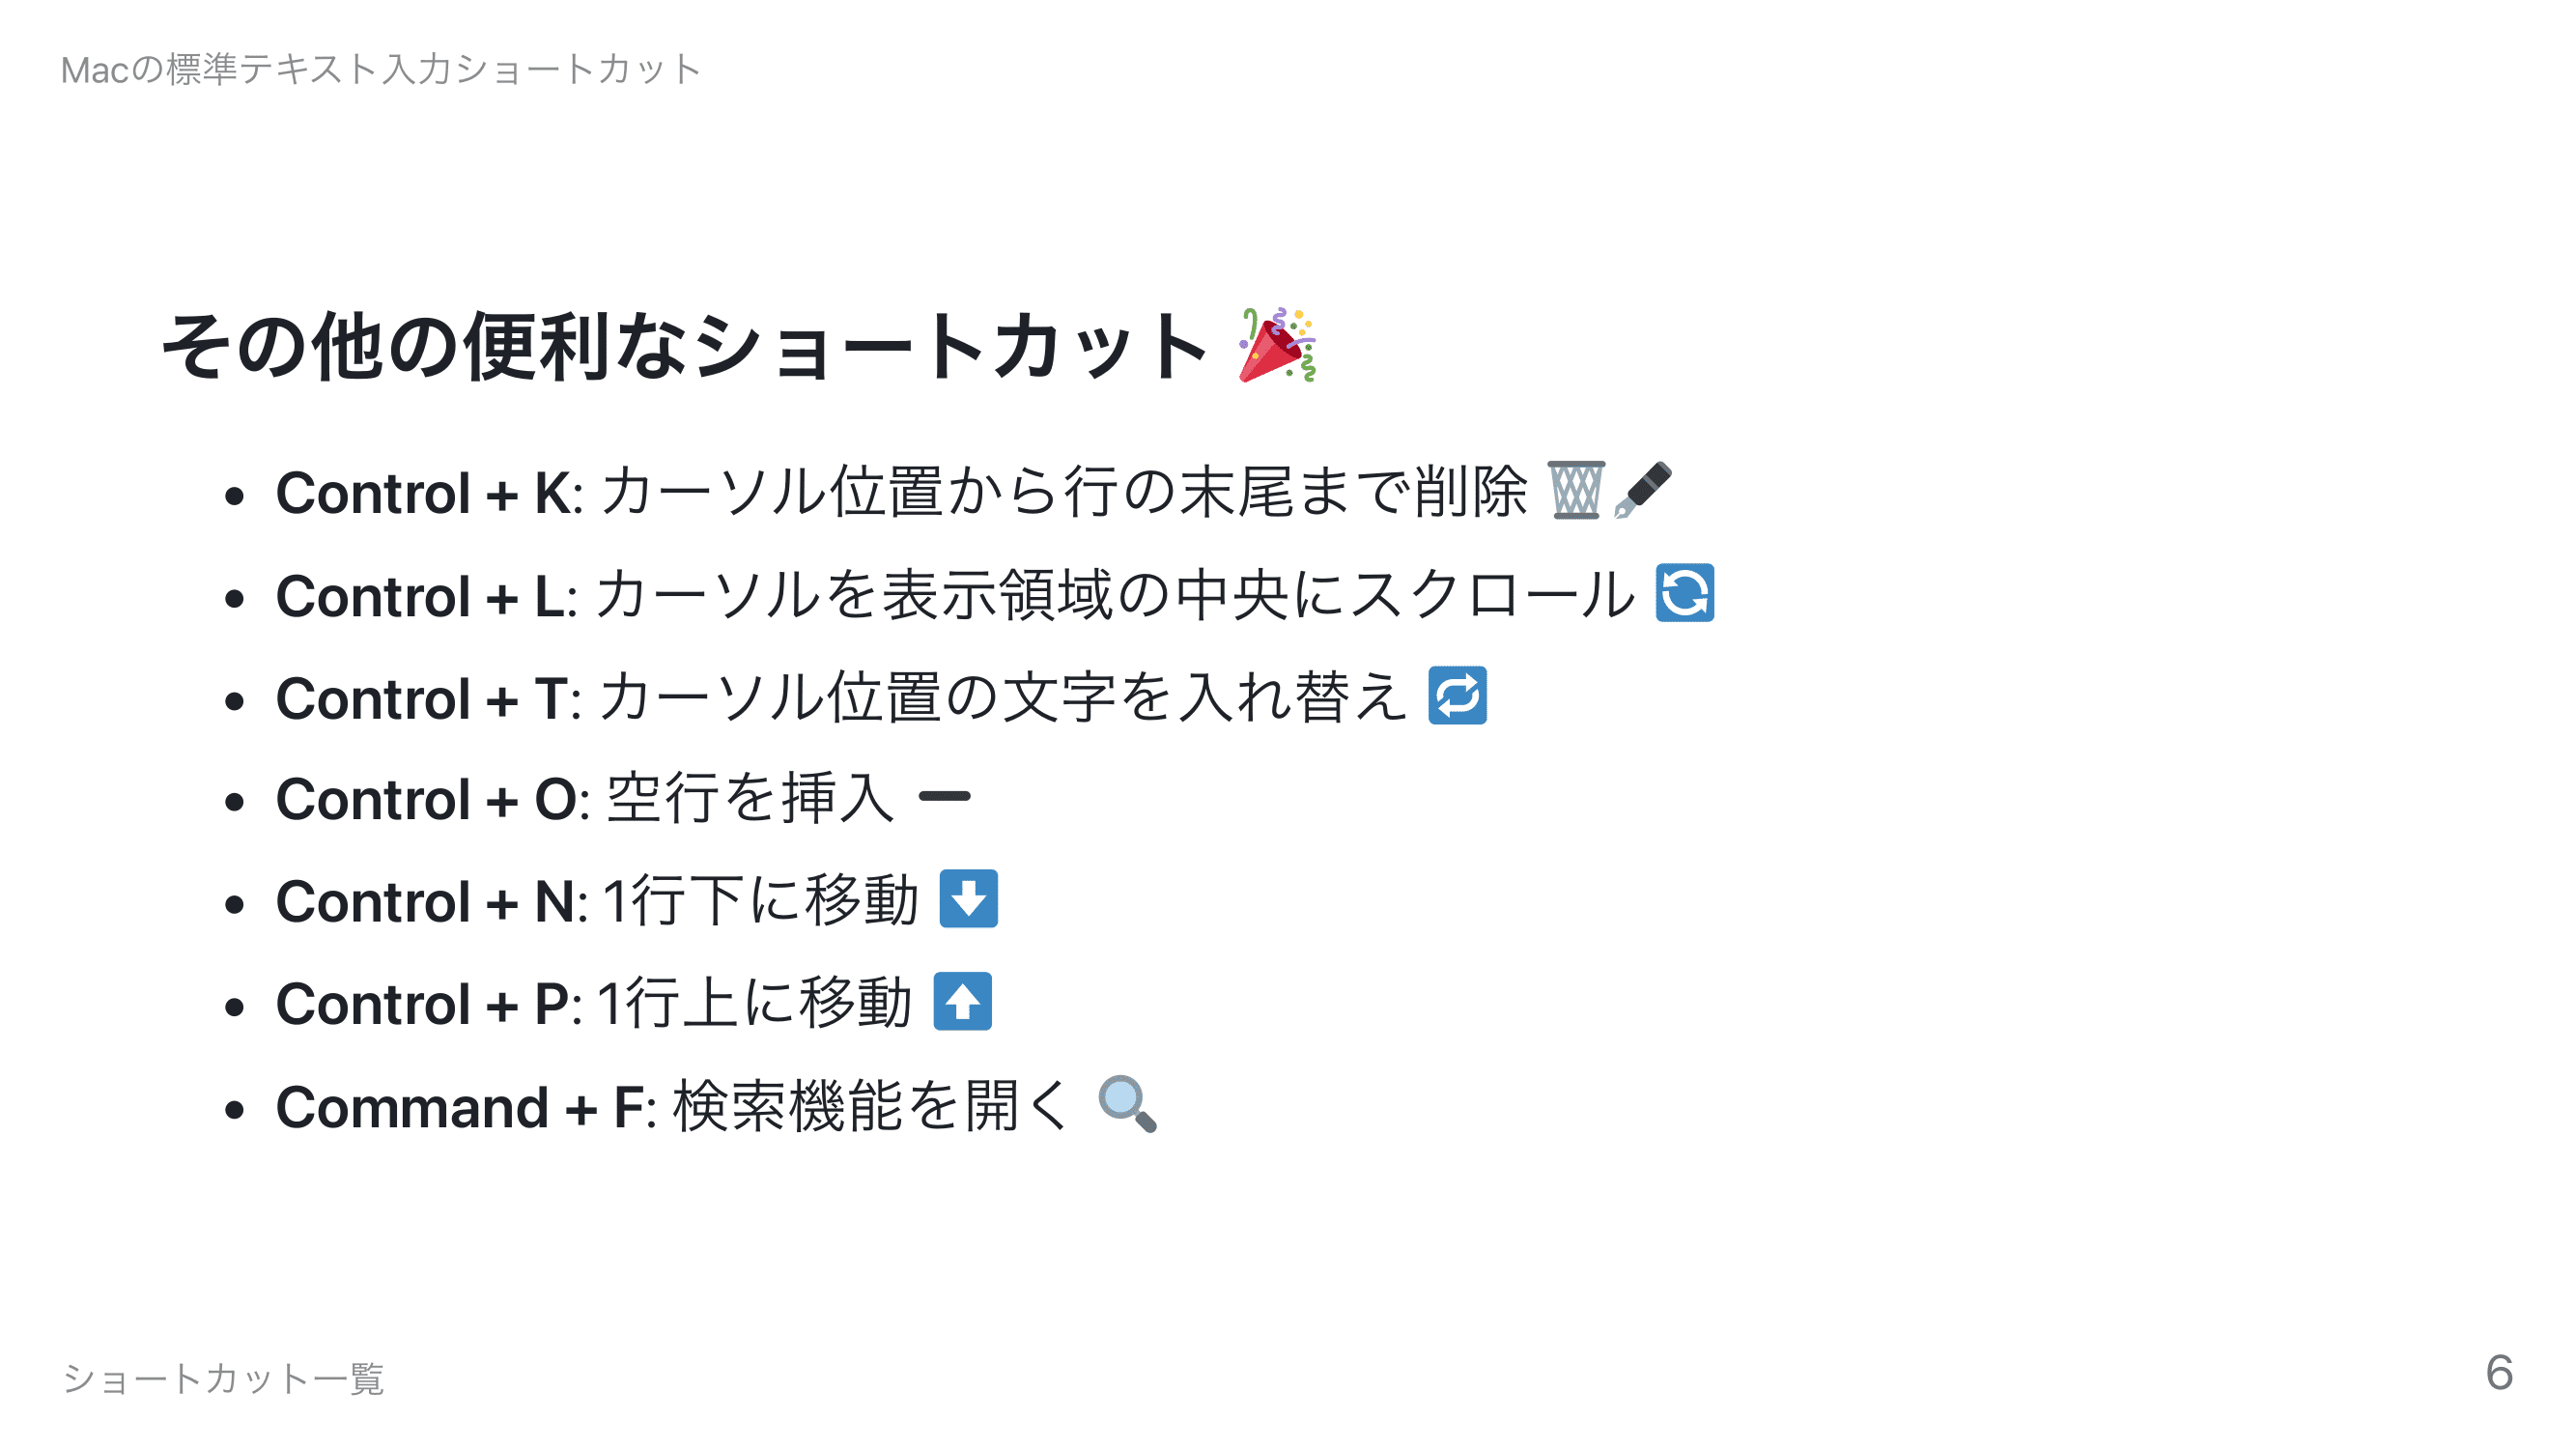 Macの標準テキスト入力ショートカット
その他の便利なショートカット 🎉
• Control + K: カーソル位置から行の末尾まで削除 🗑️🖋️
• Control + L: カーソルを表示領域の中央にスクロール 🔄
• Control + T: カーソル位置の文字を入れ替え 🔁
• Control + O: 空行を挿入 ➖
• Control + N: 1行下に移動 ⬇️
• Control + P: 1行上に移動 ⬆️
• Command + F: 検索機能を開く 🔍
ショートカット一覧
6